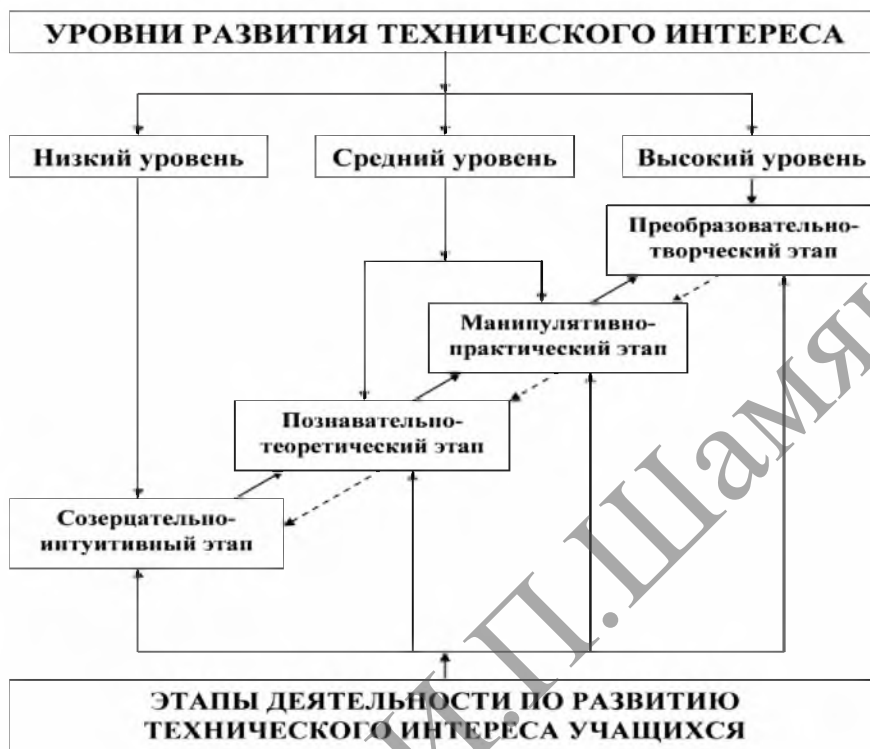 УРОВНИ РАЗВИТИЯ ТЕХНИЧЕСКОГО ИНТЕРЕСА
Низкий уровень
Средний уровень
Высокий уровень
Преобразовательно-
творческий этап
Манипулятивно-
практический этап
Познавательно-
теоретический этап
Созерцательно-
интуитивный этап
ЭТАПЫ ДЕЯТЕЛЬНОСТИ ПО РАЗВИТИЮ
ТЕХНИЧЕСКОГО ИНТЕРЕСА УЧАЩИХСЯ
И.П.Шамя